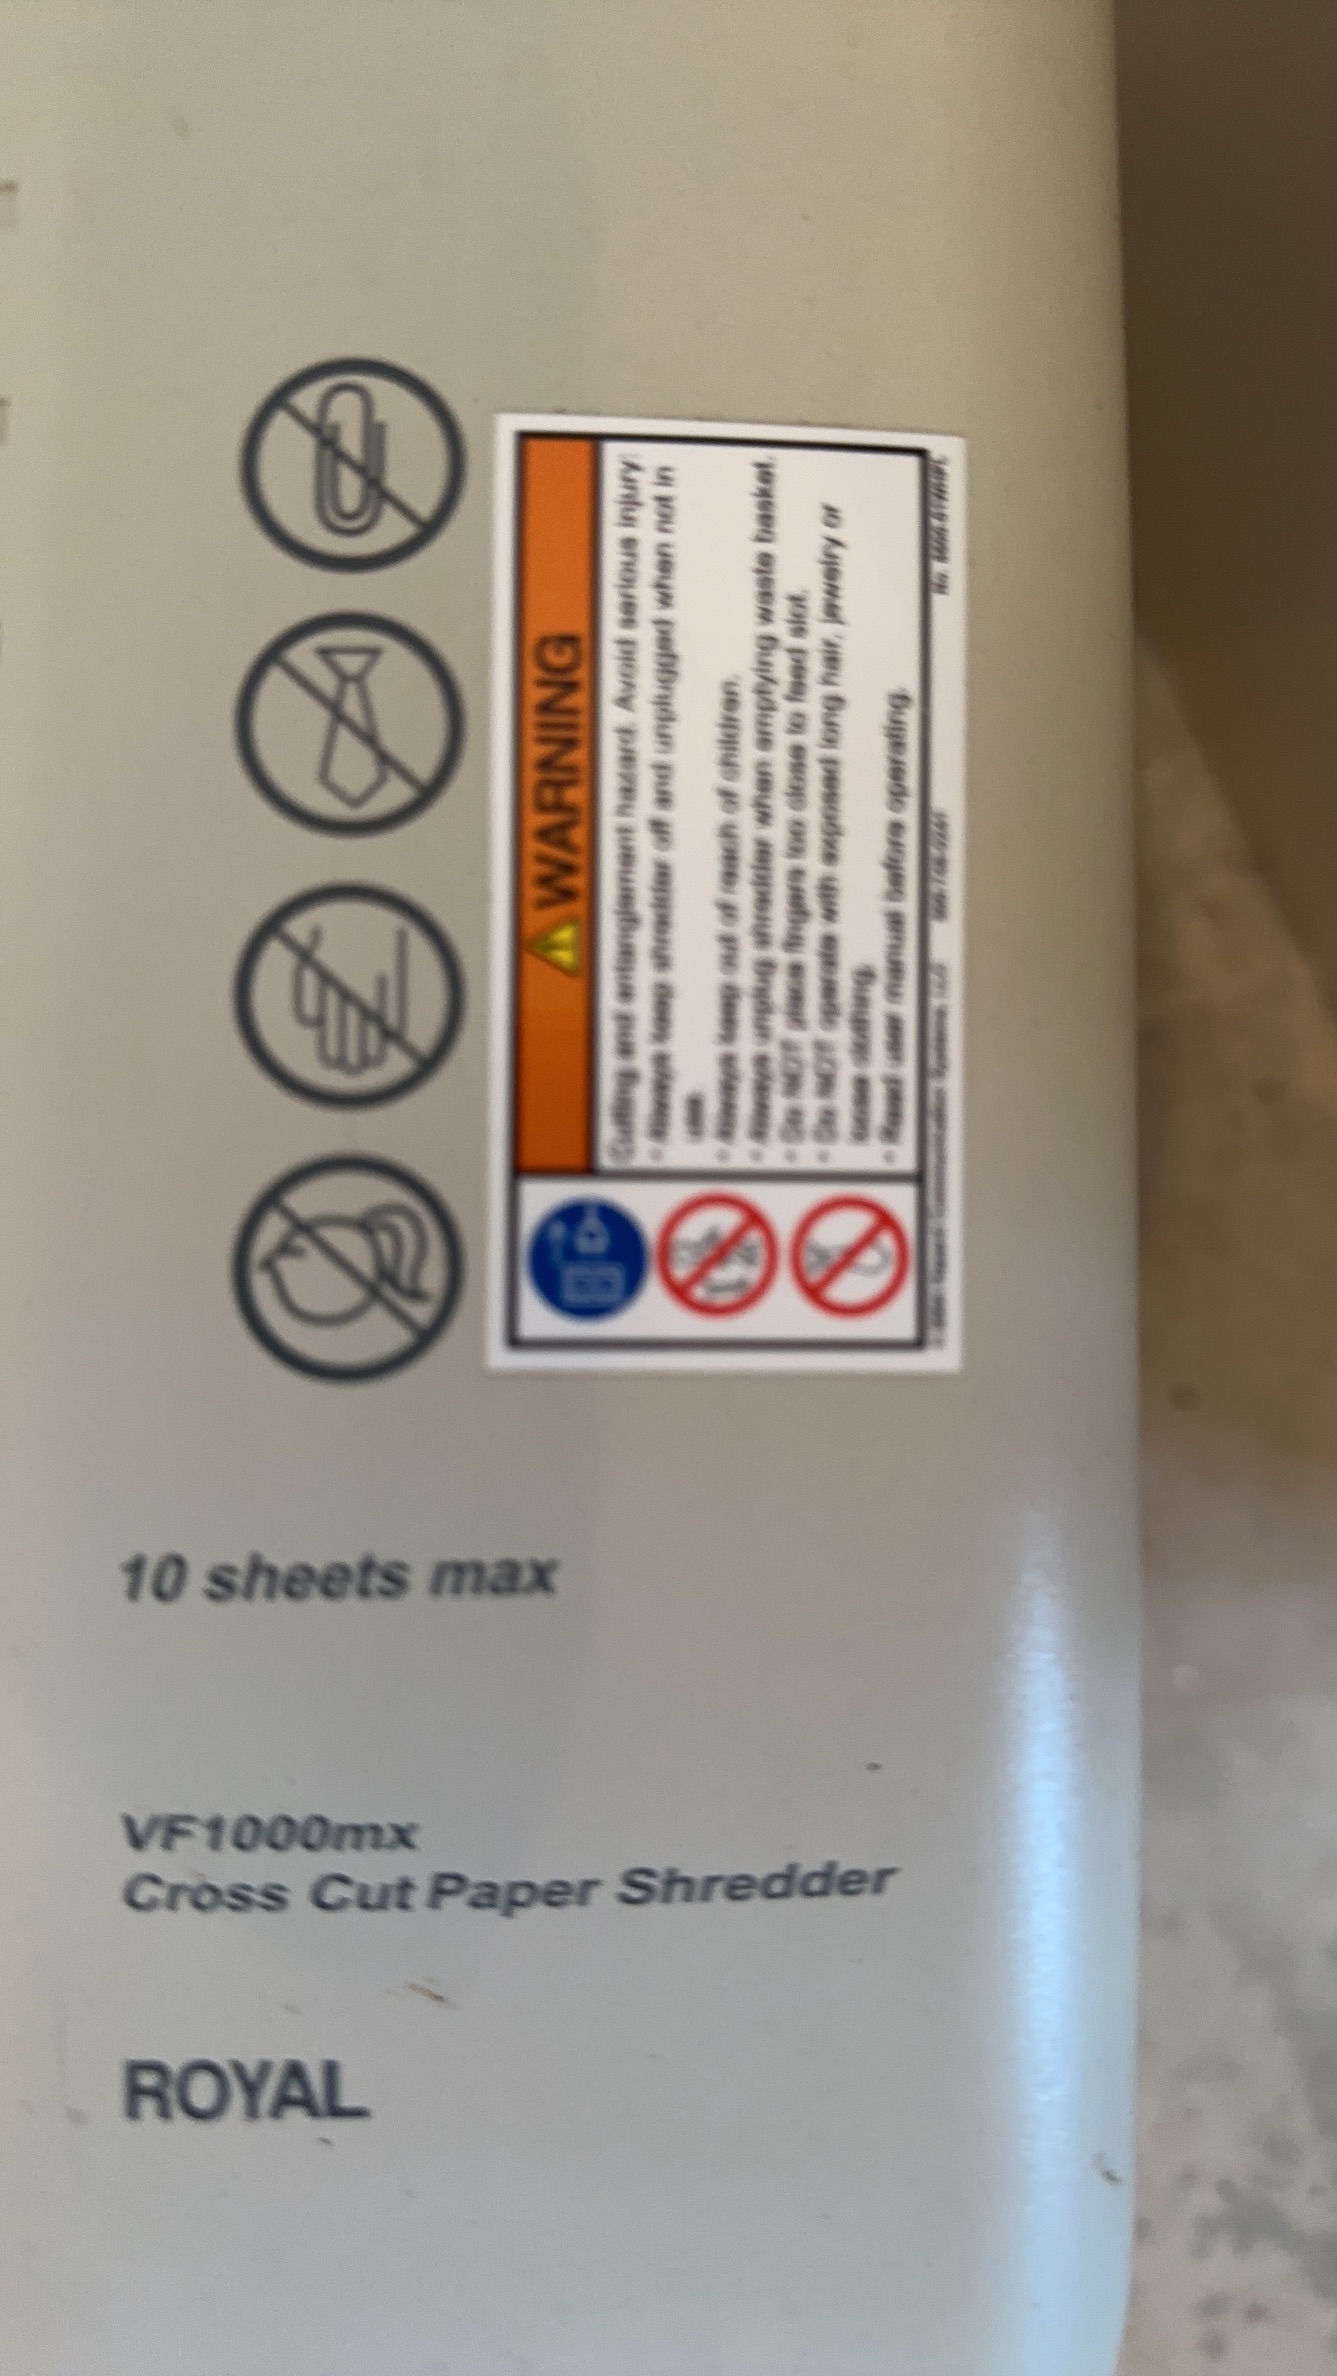 WARNING
Cutting and entanglement hazard. Avoid serious injury:
• Always keep shredder off and unplugged when not in
use.
• Always keep out of reach of children.
• Always unplug shredder when emptying waste basket.
• Do NOT place fingers too close to feed slot.
• Do NOT operate with exposed long hair, jewelry or
loose clothing.
• Read user manual before operating.
10 sheets max
VF1000mx
Cross Cut Paper Shredder
ROYAL